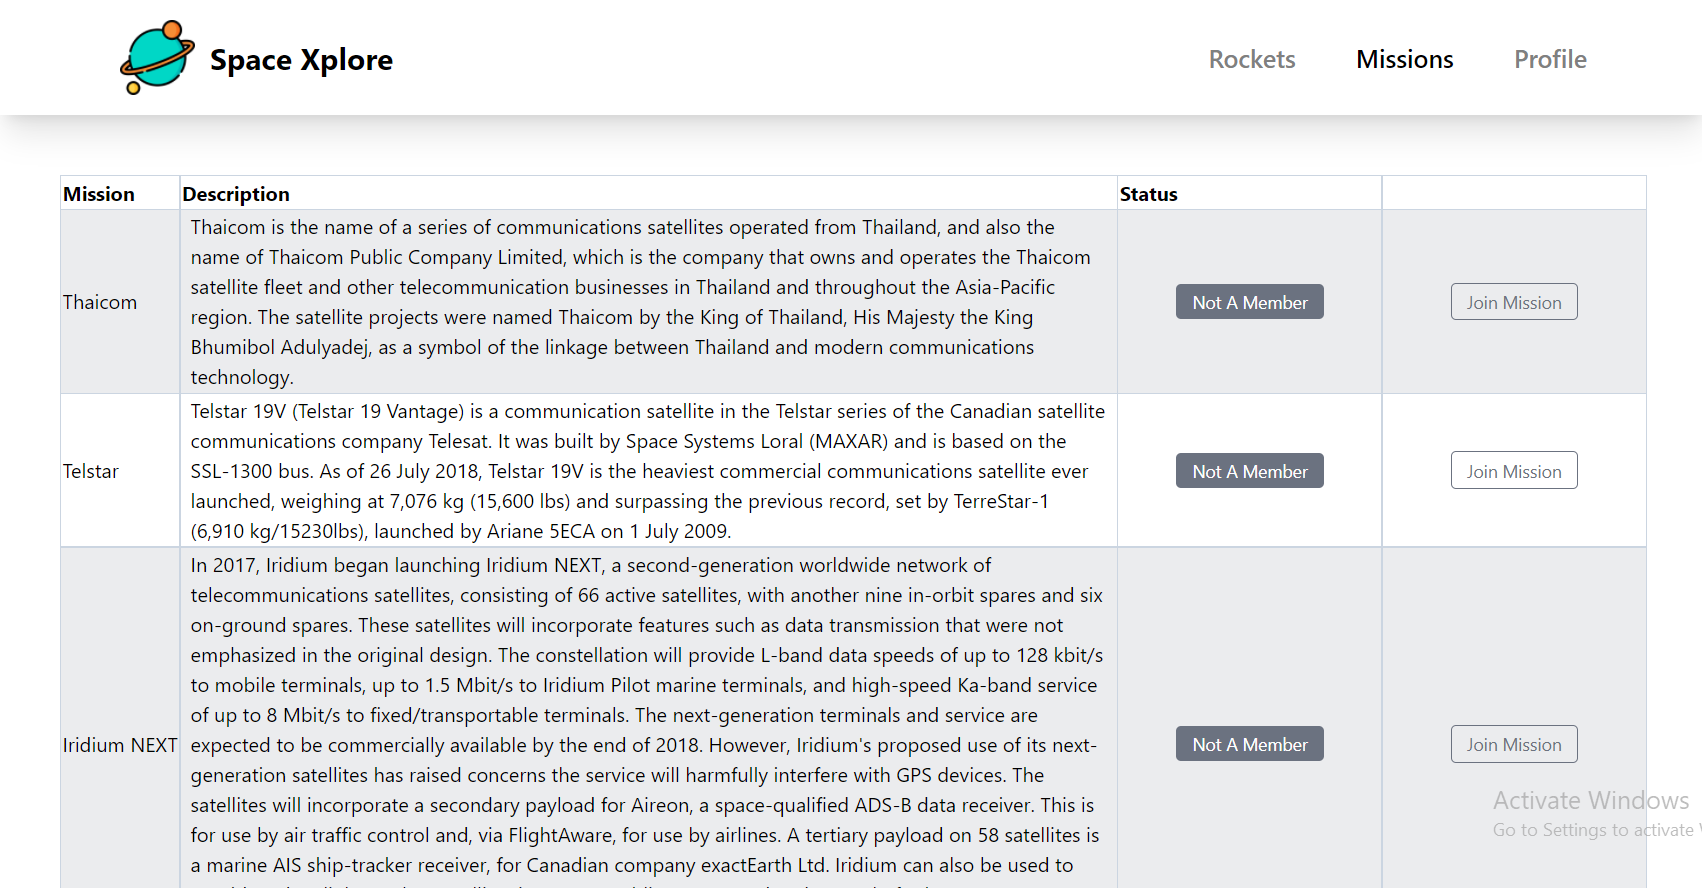 Space Xplore
Rockets
Missions
Profile
Mission
Description
Status
Thaicom
Thaicom is the name of a series of communications satellites operated from Thailand, and also the
name of Thaicom Public Company Limited, which is the company that owns and operates the Thaicom
satellite fleet and other telecommunication businesses in Thailand and throughout the Asia-Pacific
region. The satellite projects were named Thaicom by the King of Thailand, His Majesty the King
Bhumibol Adulyadej, as a symbol of the linkage between Thailand and modern communications
technology.
Not A Member
Join Mission
Telstar
Telstar 19V (Telstar 19 Vantage) is a communication satellite in the Telstar series of the Canadian satellite
communications company Telesat. It was built by Space Systems Loral (MAXAR) and is based on the
SSL-1300 bus. As of 26 July 2018, Telstar 19V is the heaviest commercial communications satellite ever
launched, weighing at 7,076 kg (15,600 lbs) and surpassing the previous record, set by TerreStar-1
(6,910 kg/15230lbs), launched by Ariane 5ECA on 1 July 2009.
Not A Member
Join Mission
Iridium NEXT
In 2017, Iridium began launching Iridium NEXT, a second-generation worldwide network of
telecommunications satellites, consisting of 66 active satellites, with another nine in-orbit spares and six
on-ground spares. These satellites will incorporate features such as data transmission that were not
emphasized in the original design. The constellation will provide L-band data speeds of up to 128 kbit/s
to mobile terminals, up to 1.5 Mbit/s to Iridium Pilot marine terminals, and high-speed Ka-band service
of up to 8 Mbit/s to fixed/transportable terminals. The next-generation terminals and service are
expected to be commercially available by the end of 2018. However, Iridium's proposed use of its next-
generation satellites has raised concerns the service will harmfully interfere with GPS devices. The
satellites will incorporate a secondary payload for Aireon, a space-qualified ADS-B data receiver. This is
for use by air traffic control and, via FlightAware, for use by airlines. A tertiary payload on 58 satellites is
a marine AIS ship-tracker receiver, for Canadian company exactEarth Ltd. Iridium can also be used to
Not A Member
Join Mission
Activate Windows
Go to Settings to activate